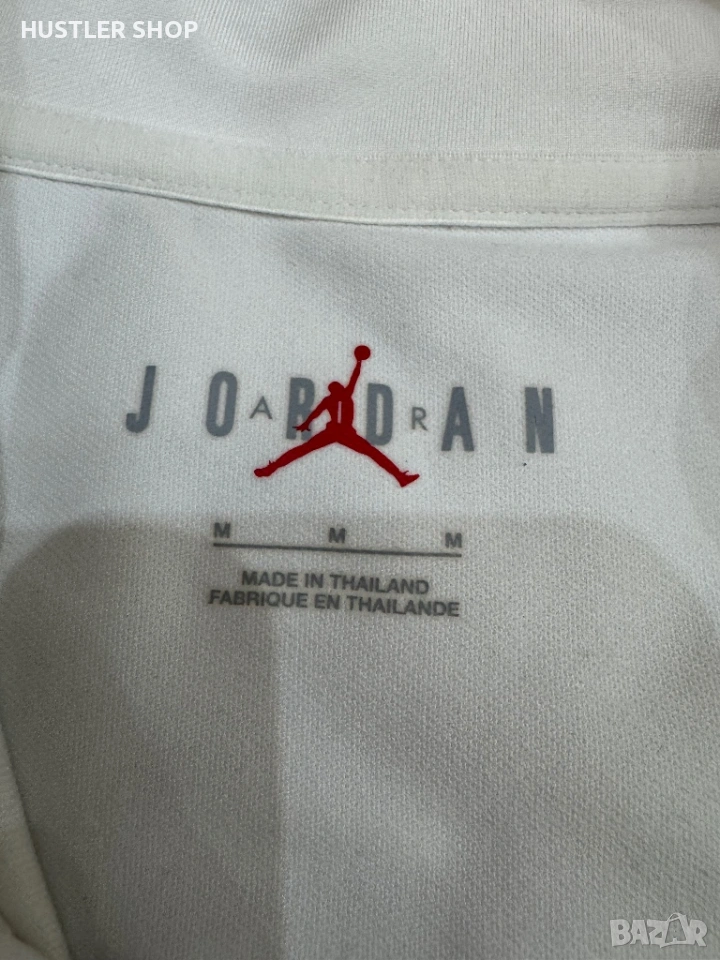 HUSTLER SHOP
JORDAN
AIR
M M M
MADE IN THAILAND
FABRIQUE EN THAILANDE
BAZAR